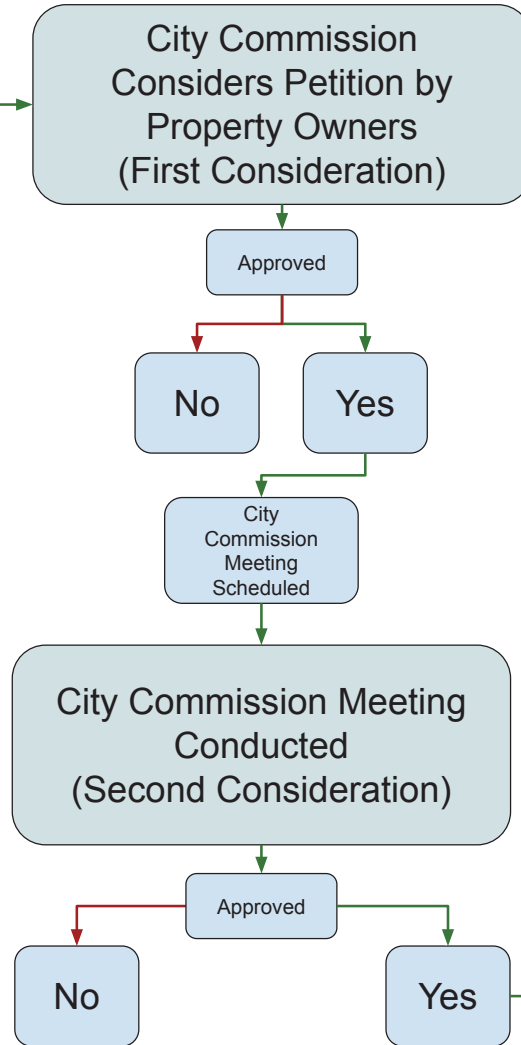 City Commission
Considers Petition by
Property Owners
(First Consideration)
Approved
No
Yes
City
Commission
Meeting
Scheduled
City Commission Meeting
Conducted
(Second Consideration)
Approved
No
Yes